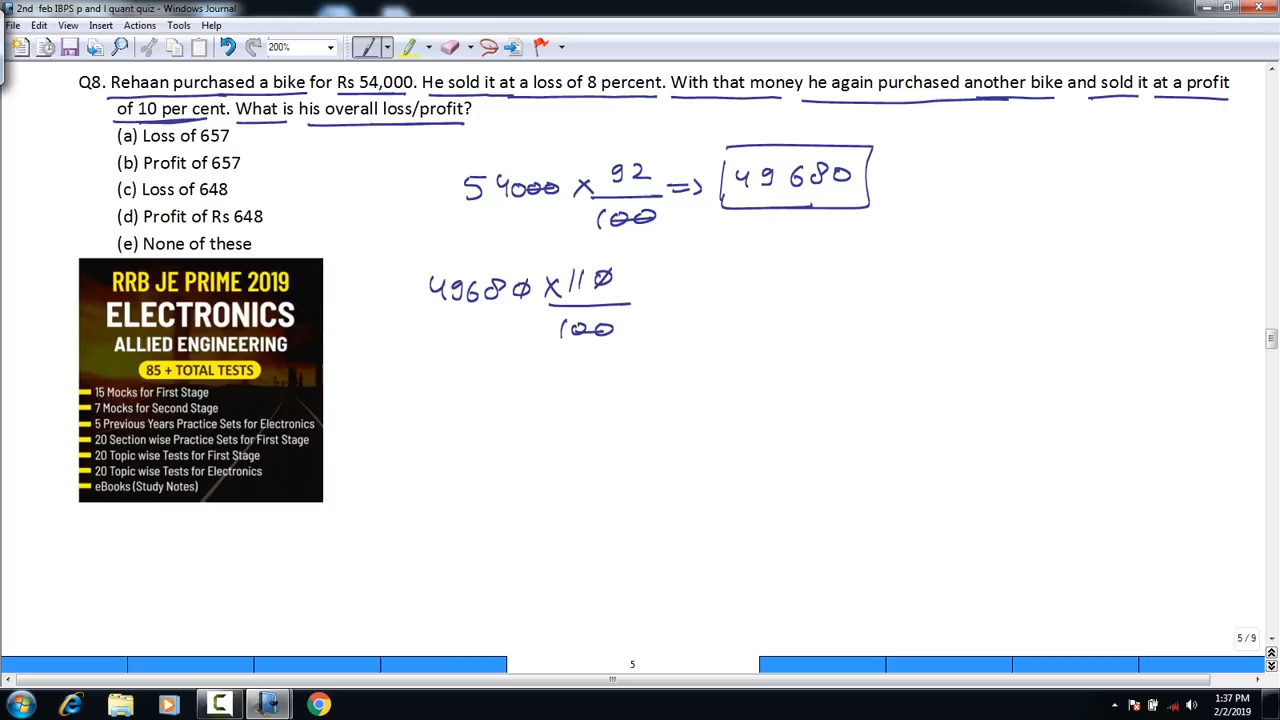 2nd feb IBPS p and I quant quiz - Windows Journal
File Edit View Insert Actions Tools Help
200%
Q8. Rehaan purchased a bike for Rs 54,000. He sold it at a loss of 8 percent. With that money he again purchased another bike and sold it at a profit
of 10 per cent. What is his overall loss/profit?
(a) Loss of 657
(b) Profit of 657
(c) Loss of 648
(d) Profit of Rs 648
(e) None of these
54000 × 92/100 => 49680
49680 × 110/100
RRB JE PRIME 2019
ELECTRONICS
ALLIED ENGINEERING
85 + TOTAL TESTS
15 Mocks for First Stage
7 Mocks for Second Stage
5 Previous Years Practice Sets for Electronics
20 Section wise Practice Sets for First Stage
20 Topic wise Tests for First Stage
20 Topic wise Tests for Electronics
eBooks (Study Notes)
5 / 9
5
1:37 PM
2/2/2019